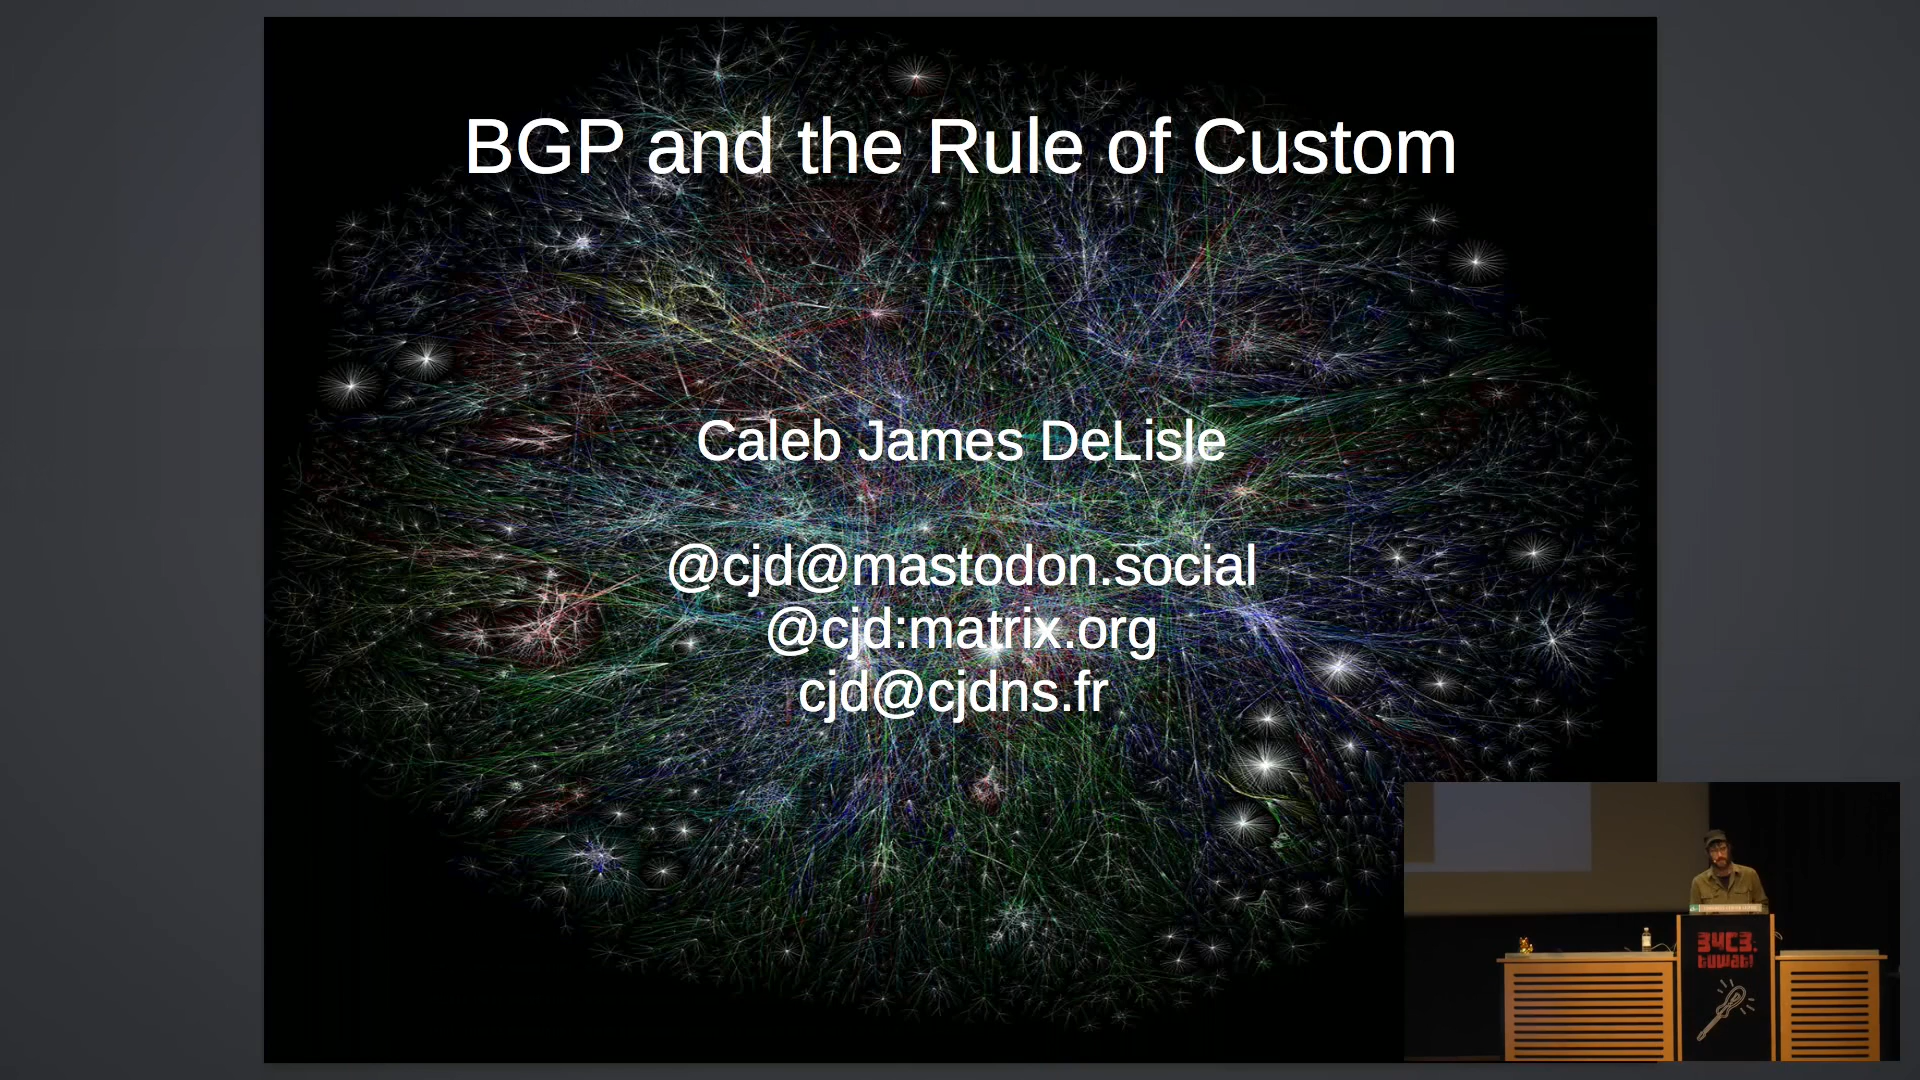 BGP and the Rule of Custom
Caleb James DeLisle
@cjd@mastodon.social
@cjd:matrix.org
cjd@cjdns.fr
34C3.
tuwat!